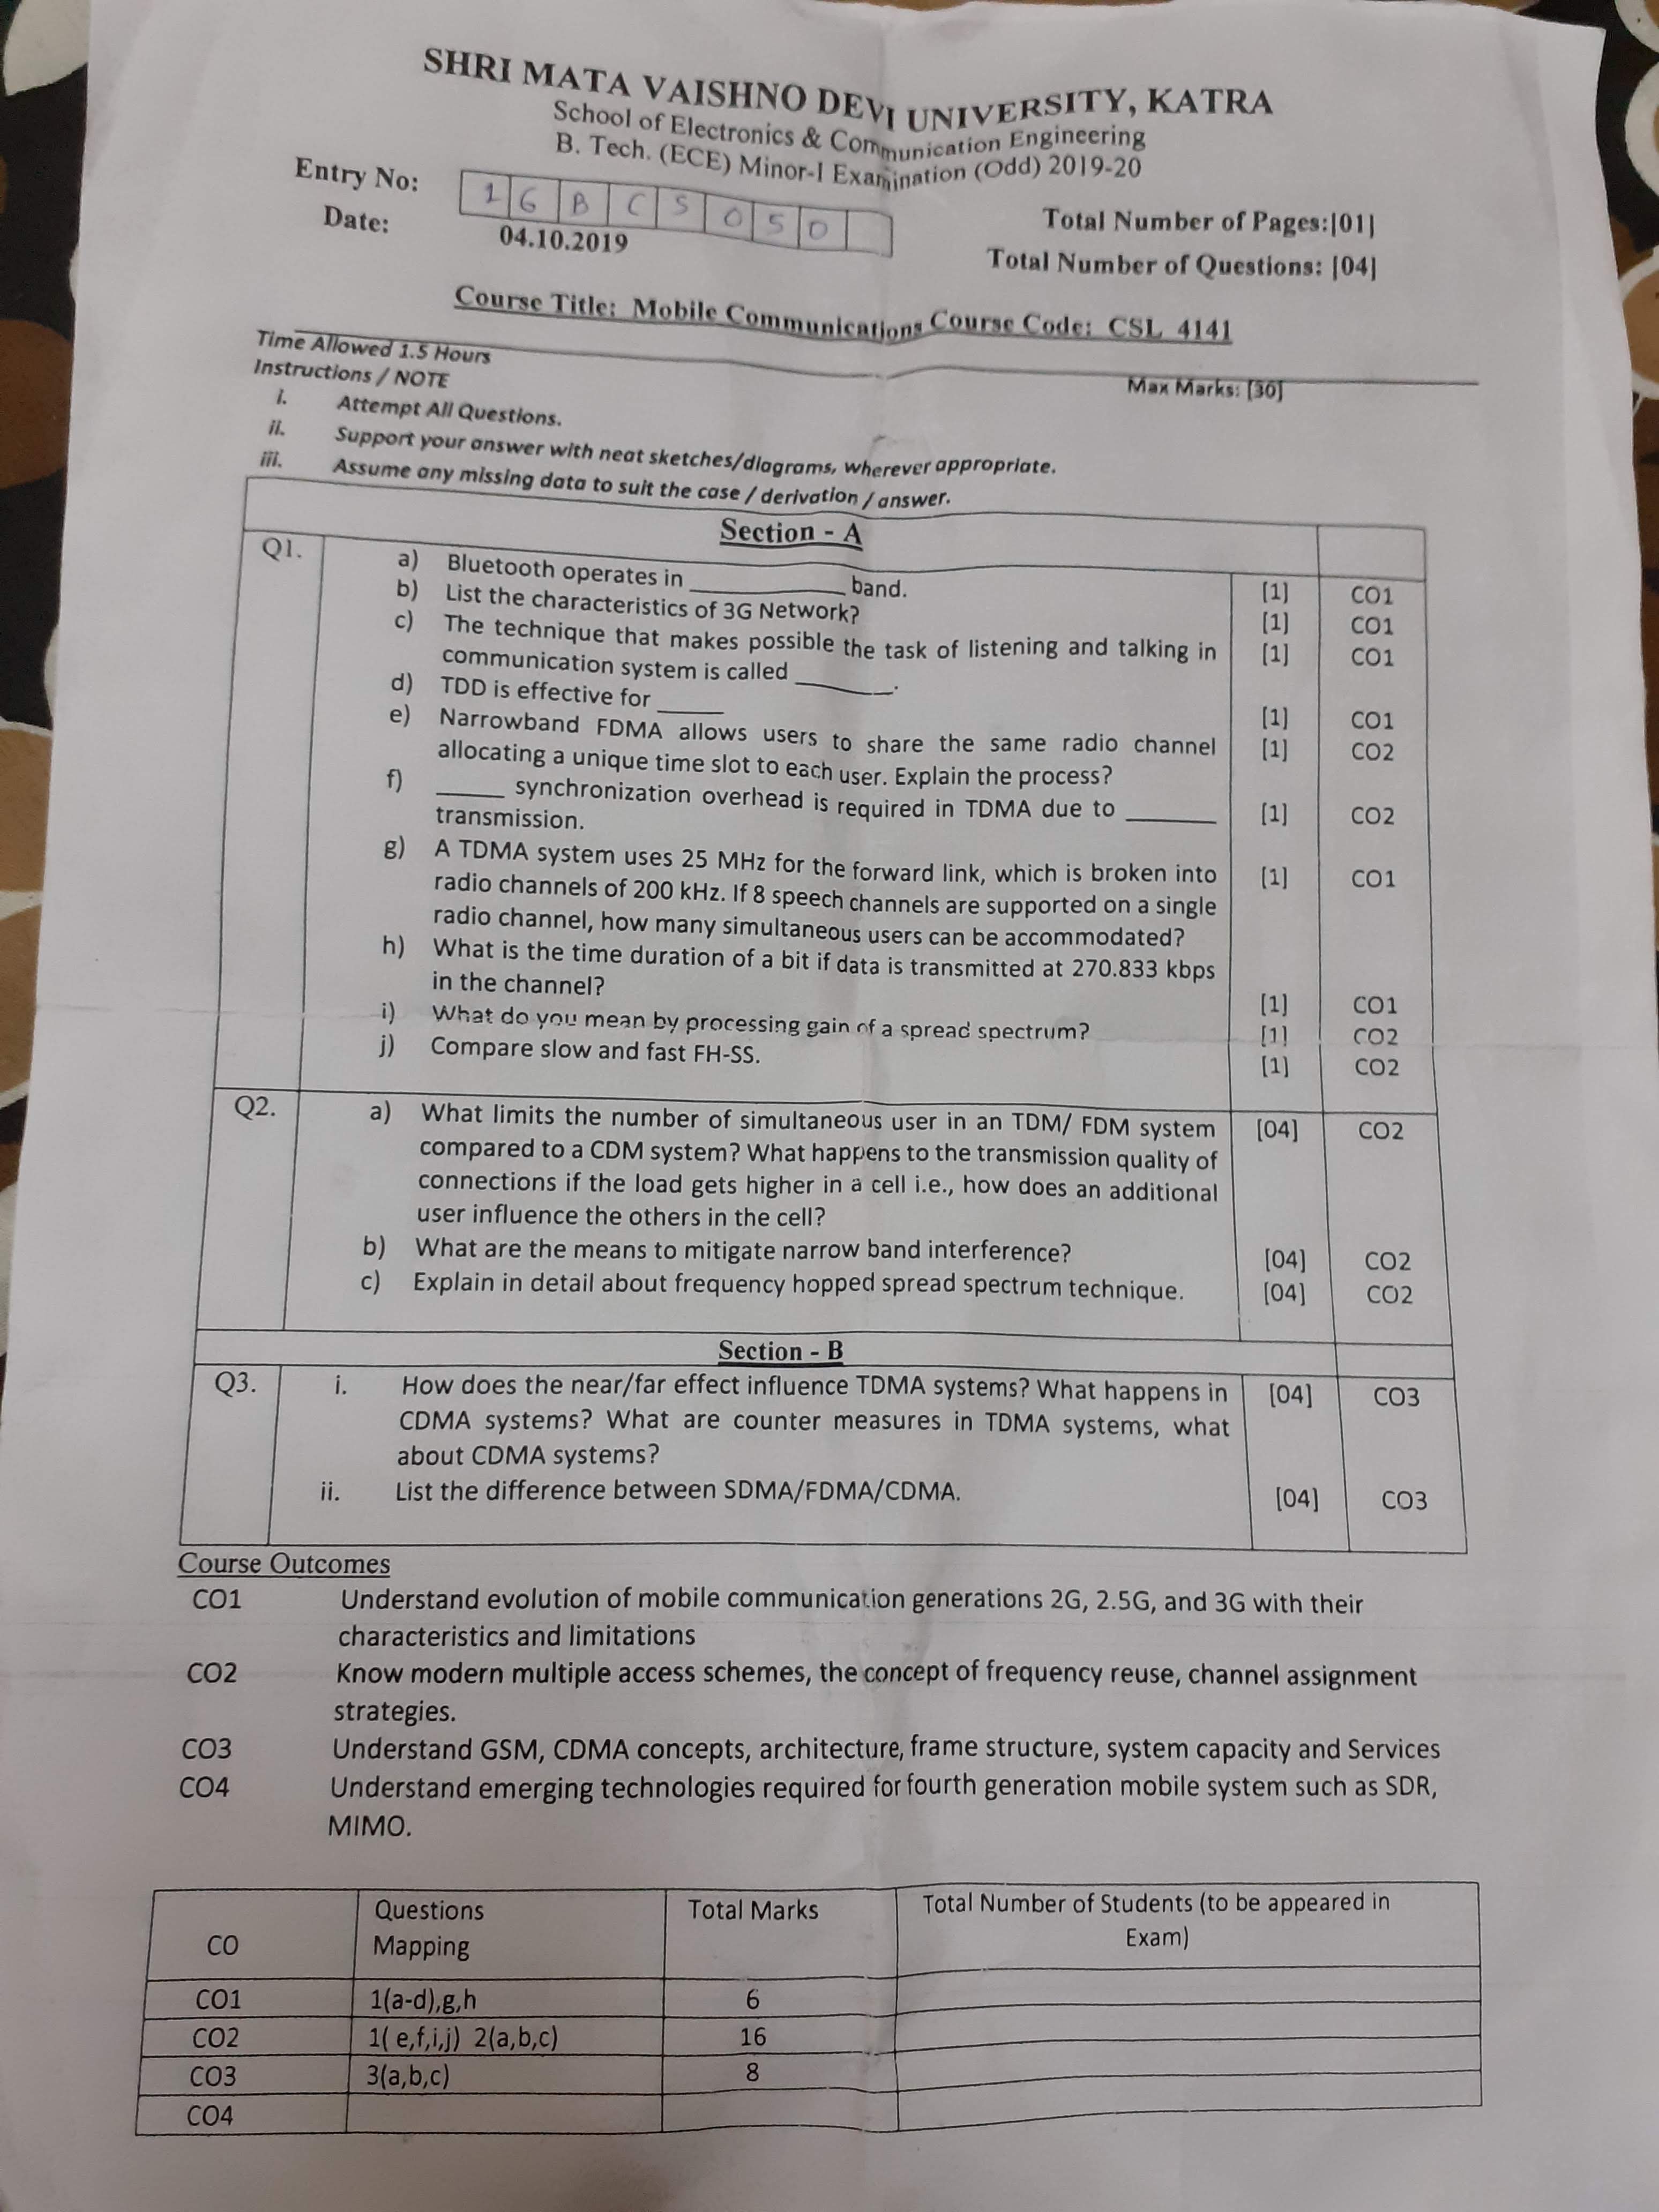 SHRI MATA VAISHNO DEVI UNIVERSITY, KATRA
School of Electronics & Communication Engineering
B. Tech. (ECE) Minor-I Examination (Odd) 2019-20
Entry No: 16BCS050
Total Number of Pages:[01]
Date: 04.10.2019
Total Number of Questions: [04]
Course Title: Mobile Communications Course Code: CSL 4141
Time Allowed 1.5 Hours
Max Marks: [30]
Instructions / NOTE
i. Attempt All Questions.
ii. Support your answer with neat sketches/diagrams, wherever appropriate.
iii. Assume any missing data to suit the case / derivation / answer.
Section - A
Q1. a) Bluetooth operates in __________ band. [1] CO1
b) List the characteristics of 3G Network? [1] CO1
c) The technique that makes possible the task of listening and talking in [1] CO1
communication system is called ______.
d) TDD is effective for ____ [1] CO1
e) Narrowband FDMA allows users to share the same radio channel [1] CO2
allocating a unique time slot to each user. Explain the process?
f) ____ synchronization overhead is required in TDMA due to ______ [1] CO2
transmission.
g) A TDMA system uses 25 MHz for the forward link, which is broken into [1] CO1
radio channels of 200 kHz. If 8 speech channels are supported on a single
radio channel, how many simultaneous users can be accommodated?
h) What is the time duration of a bit if data is transmitted at 270.833 kbps
in the channel? [1] CO1
i) What do you mean by processing gain of a spread spectrum? [1] CO2
j) Compare slow and fast FH-SS. [1] CO2
Q2. a) What limits the number of simultaneous user in an TDM/ FDM system [04] CO2
compared to a CDM system? What happens to the transmission quality of
connections if the load gets higher in a cell i.e., how does an additional
user influence the others in the cell?
b) What are the means to mitigate narrow band interference? [04] CO2
c) Explain in detail about frequency hopped spread spectrum technique. [04] CO2
Section - B
Q3. i. How does the near/far effect influence TDMA systems? What happens in [04] CO3
CDMA systems? What are counter measures in TDMA systems, what
about CDMA systems?
ii. List the difference between SDMA/FDMA/CDMA. [04] CO3
Course Outcomes
CO1 Understand evolution of mobile communication generations 2G, 2.5G, and 3G with their
characteristics and limitations
CO2 Know modern multiple access schemes, the concept of frequency reuse, channel assignment
strategies.
CO3 Understand GSM, CDMA concepts, architecture, frame structure, system capacity and Services
CO4 Understand emerging technologies required for fourth generation mobile system such as SDR,
MIMO.
CO Questions Mapping Total Marks Total Number of Students (to be appeared in Exam)
CO1 1(a-d),g,h 6
CO2 1( e,f,i,j) 2(a,b,c) 16
CO3 3(a,b,c) 8
CO4